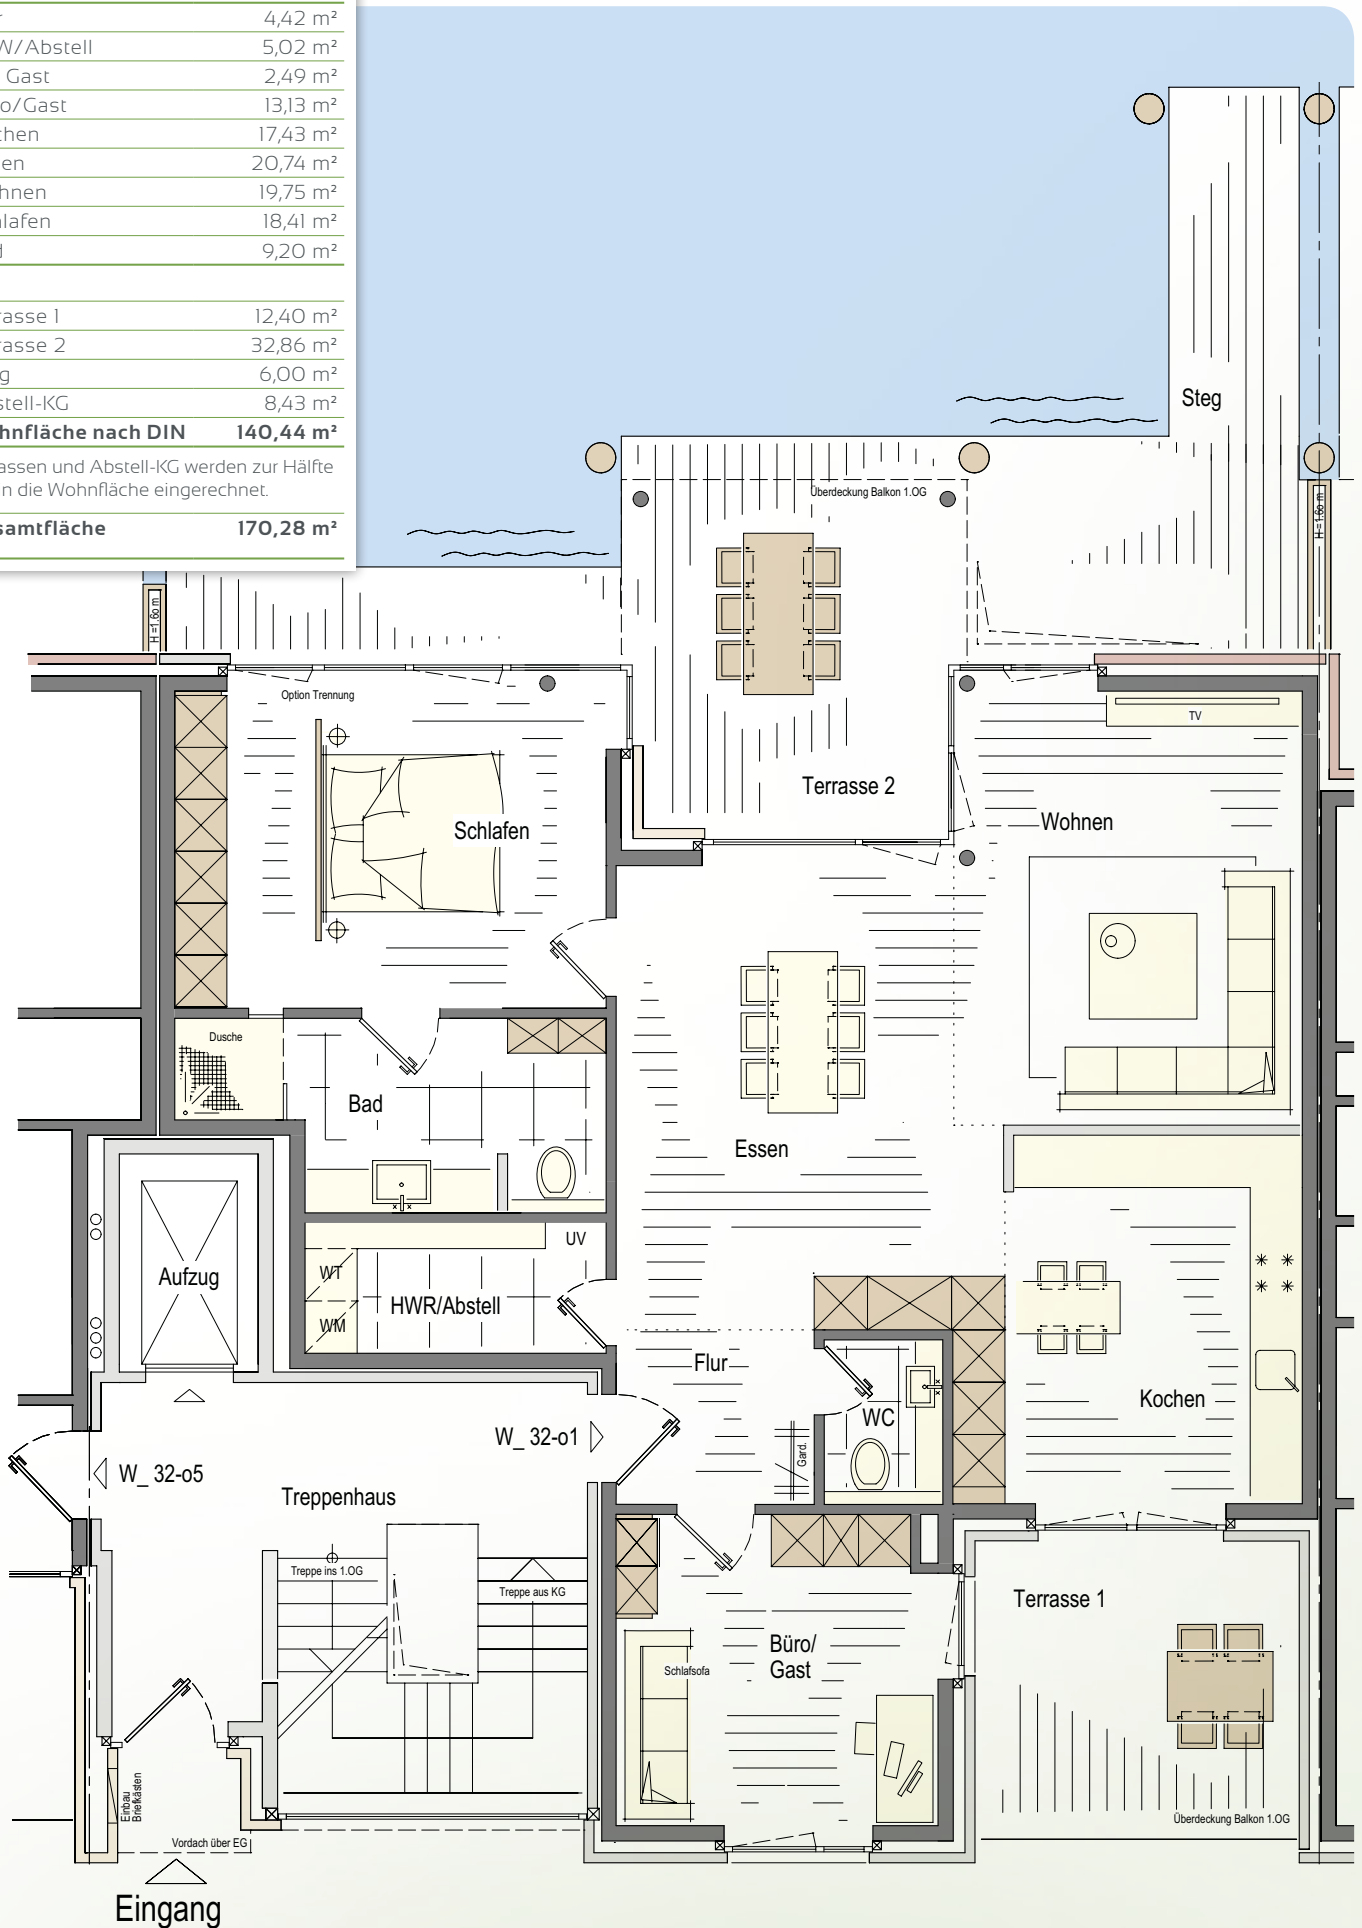 4,42 m²
W/Abstell 5,02 m²
Gast 2,49 m²
o/Gast 13,13 m²
chen 17,43 m²
en 20,74 m²
hnen 19,75 m²
lafen 18,41 m²
9,20 m²
rasse 1 12,40 m²
rasse 2 32,86 m²
g 6,00 m²
stell-KG 8,43 m²
hnfläche nach DIN 140,44 m²
assen und Abstell-KG werden zur Hälfte
n die Wohnfläche eingerechnet.
samtfläche 170,28 m²
Steg
Überdeckung Balkon 1.OG
H=1.60 m
H=1.60 m
Option Trennung
TV
Terrasse 2
Wohnen
Schlafen
Dusche
Bad
Essen
UV
Aufzug
WT
HWR/Abstell
WM
Flur
Kochen
WC
W_ 32-o1
Gard.
W_ 32-o5
Treppenhaus
Treppe ins 1.OG
Treppe aus KG
Terrasse 1
Büro/
Gast
Schlafsofa
Einbau
Briefkästen
Überdeckung Balkon 1.OG
Vordach über EG
Eingang